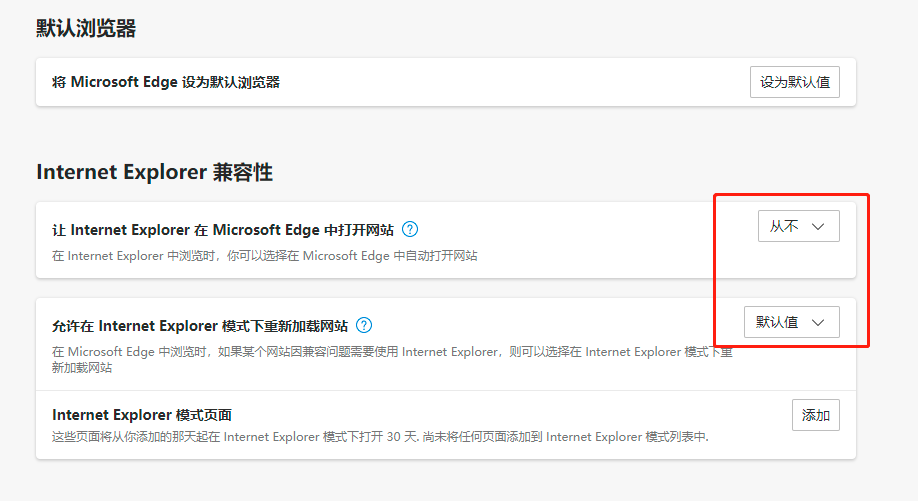 默认浏览器
将 Microsoft Edge 设为默认浏览器
设为默认值
Internet Explorer 兼容性
让 Internet Explorer 在 Microsoft Edge 中打开网站
从不
在 Internet Explorer 中浏览时，你可以选择在 Microsoft Edge 中自动打开网站
允许在 Internet Explorer 模式下重新加载网站
默认值
在 Microsoft Edge 中浏览时，如果某个网站因兼容问题需要使用 Internet Explorer，则可以选择在 Internet Explorer 模式下重
新加载网站
Internet Explorer 模式页面
添加
这些页面将从你添加的那天起在 Internet Explorer 模式下打开 30 天. 尚未将任何页面添加到 Internet Explorer 模式列表中.